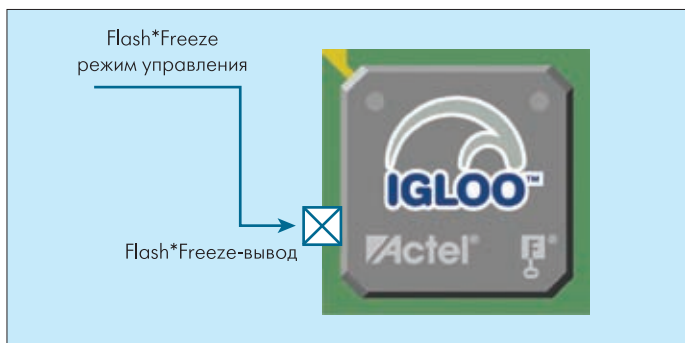 Flash*Freeze
режим управления
Flash*Freeze-вывод
IGLOO™
Actel®
F®